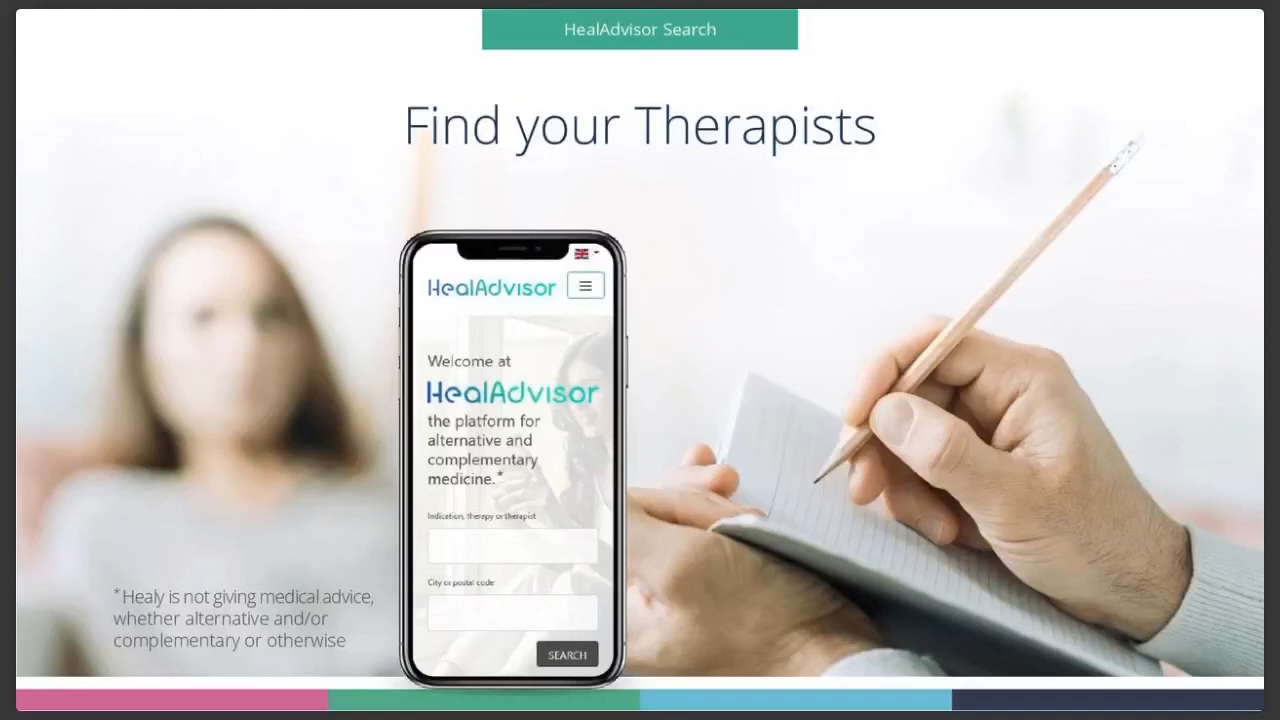 HealAdvisor Search
Find your Therapists
HealAdvisor
Welcome at
HealAdvisor
the platform for
alternative and
complementary
medicine.*
Indication, therapy or therapist
City or postal code
SEARCH
*Healy is not giving medical advice,
whether alternative and/or
complementary or otherwise